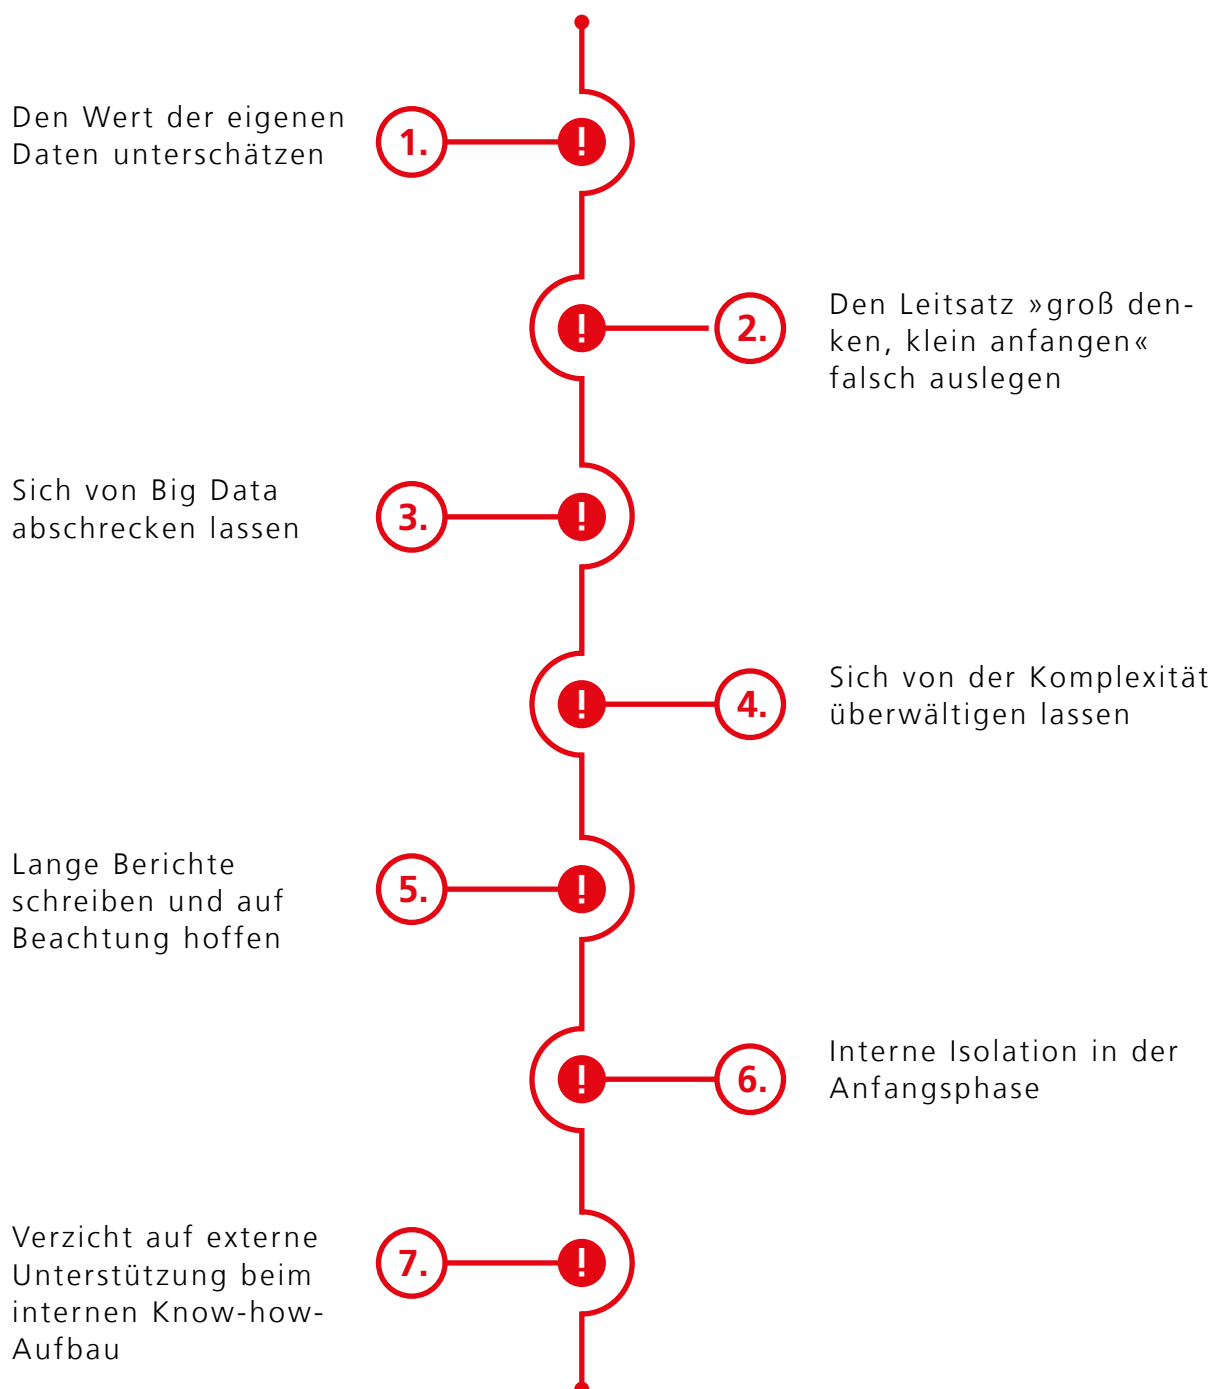 Den Wert der eigenen
Daten unterschätzen
1.
!
!
2.
Den Leitsatz »groß den-
ken, klein anfangen«
falsch auslegen
Sich von Big Data
abschrecken lassen
3.
!
!
4.
Sich von der Komplexität
überwältigen lassen
Lange Berichte
schreiben und auf
Beachtung hoffen
5.
!
!
6.
Interne Isolation in der
Anfangsphase
Verzicht auf externe
Unterstützung beim
internen Know-how-
Aufbau
7.
!